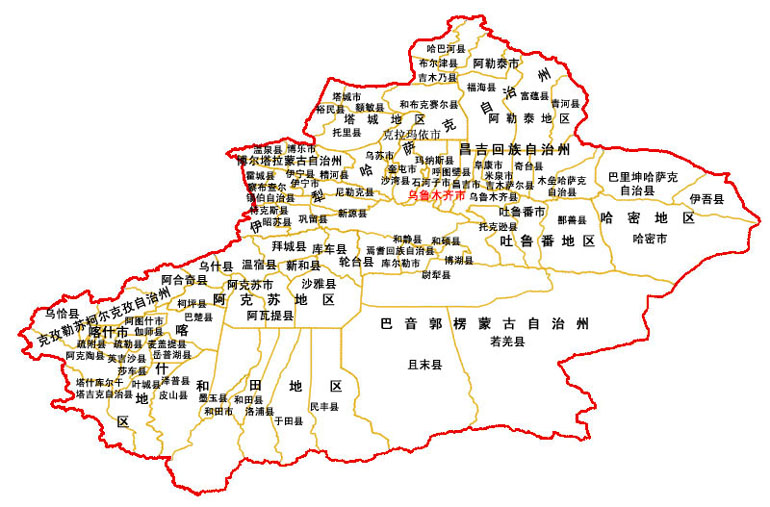 哈巴河县
布尔津县
阿勒泰市
吉木乃县
福海县
富蕴县
青河县
阿勒泰地区
伊犁哈萨克自治州
塔城市
裕民县
额敏县
和布克赛尔县
塔城地区
托里县
克拉玛依市
温泉县
博乐市
博尔塔拉蒙古自治州
乌苏市
玛纳斯县
昌吉回族自治州
霍城县
伊宁县
精河县
奎屯市
呼图壁县
阜康市
奇台县
察布查尔
锡伯自治县
伊宁市
尼勒克县
沙湾县
石河子市
昌吉市
米泉市
吉木萨尔县
木垒哈萨克
自治县
巴里坤哈萨克
自治县
伊吾县
乌鲁木齐市
乌鲁木齐县
特克斯县
昭苏县
巩留县
新源县
吐鲁番市
鄯善县
哈密地区
托克逊县
吐鲁番地区
哈密市
拜城县
库车县
和静县
和硕县
焉耆回族自治县
乌什县
温宿县
新和县
轮台县
库尔勒市
博湖县
尉犁县
阿合奇县
阿克苏市
沙雅县
克孜勒苏柯尔克孜自治州
柯坪县
阿克苏地区
乌恰县
阿图什市
巴楚县
阿瓦提县
巴音郭楞蒙古自治州
喀什市
伽师县
喀什地区
疏附县
疏勒县
麦盖提县
若羌县
阿克陶县
英吉沙县
岳普湖县
莎车县
且末县
塔什库尔干
塔吉克自治县
叶城县
泽普县
皮山县
和田地区
墨玉县
和田县
和田市
洛浦县
于田县
民丰县